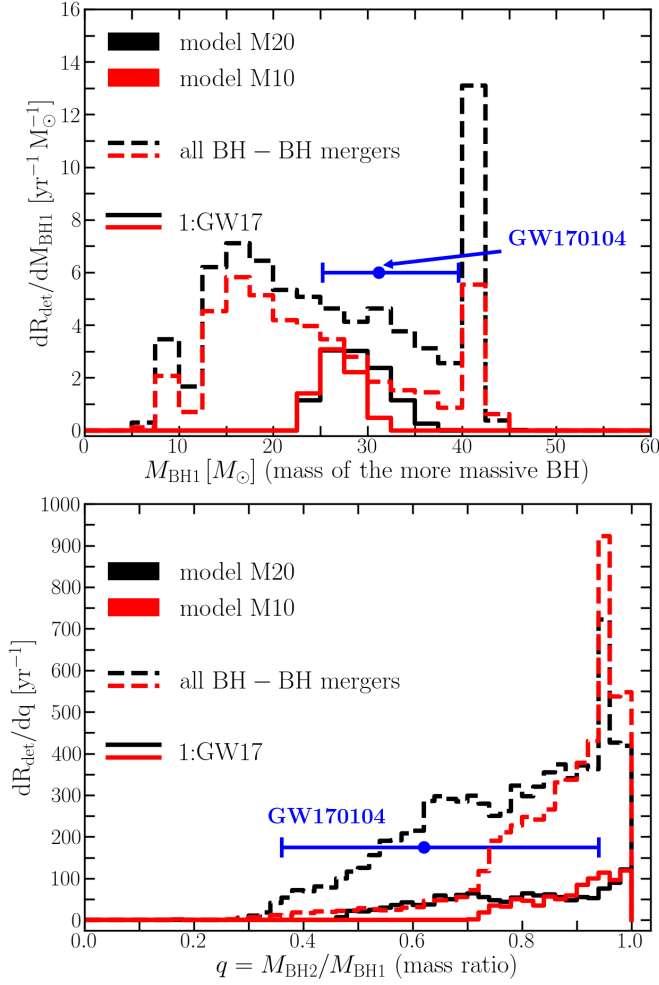 16
14
12
10
8
6
4
2
0
dR_det/dM_BH1 [yr⁻¹ M_⊙⁻¹]
model M20
model M10
all BH − BH mergers
1:GW17
GW170104
0 10 20 30 40 50 60
M_BH1 [M_⊙] (mass of the more massive BH)
1000
900
800
700
600
500
400
300
200
100
0
dR_det/dq [yr⁻¹]
model M20
model M10
all BH − BH mergers
1:GW17
GW170104
0.0 0.2 0.4 0.6 0.8 1.0
q = M_BH2/M_BH1 (mass ratio)